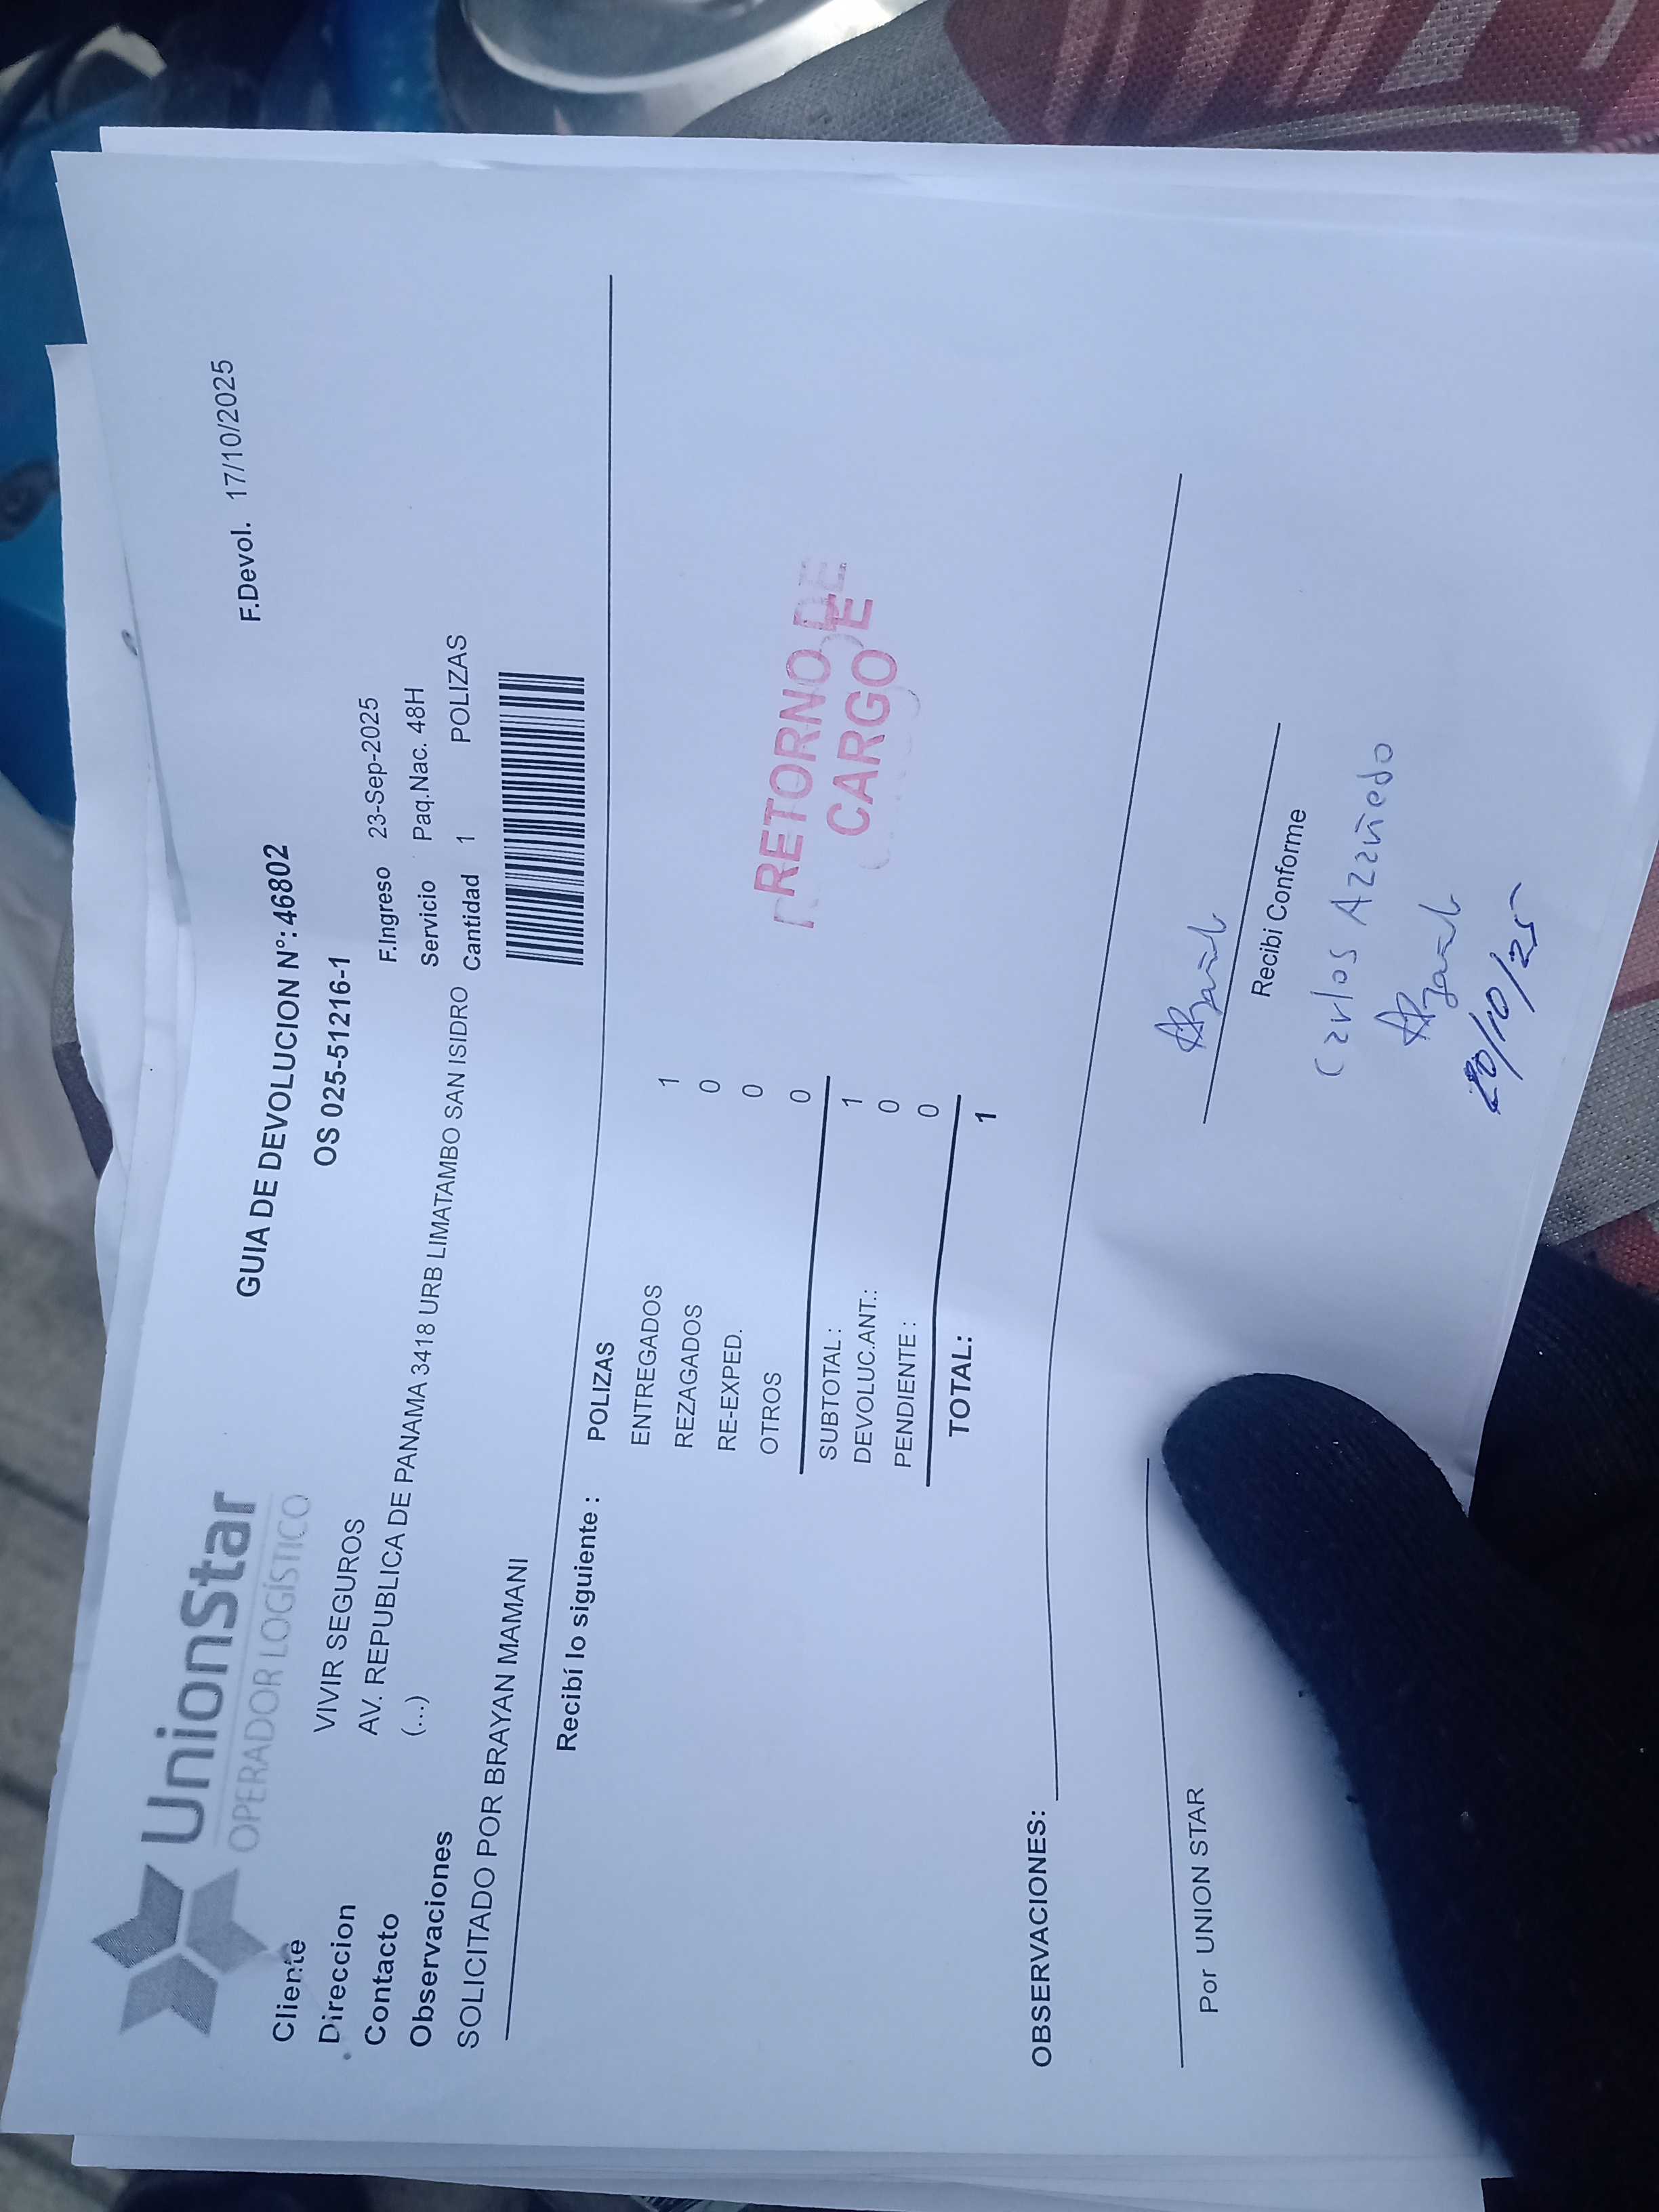 UnionStar
OPERADOR LOGÍSTICO
GUIA DE DEVOLUCION N°: 46802
F.Devol. 17/10/2025
OS 025-51216-1
Cliente VIVIR SEGUROS
Direccion AV. REPUBLICA DE PANAMA 3418 URB LIMATAMBO SAN ISIDRO
Contacto (...)
Observaciones
SOLICITADO POR BRAYAN MAMANI
F.Ingreso 23-Sep-2025
Servicio Paq.Nac. 48H
Cantidad 1 POLIZAS
Recibí lo siguiente : POLIZAS
ENTREGADOS 1
REZAGADOS 0
RE-EXPED. 0
OTROS 0
SUBTOTAL : 1
DEVOLUC.ANT.: 0
PENDIENTE : 0
TOTAL: 1
RETORNO DE
CARGO
OBSERVACIONES:
Por UNION STAR
Recibi Conforme
Carlos Azañedo
20/10/25